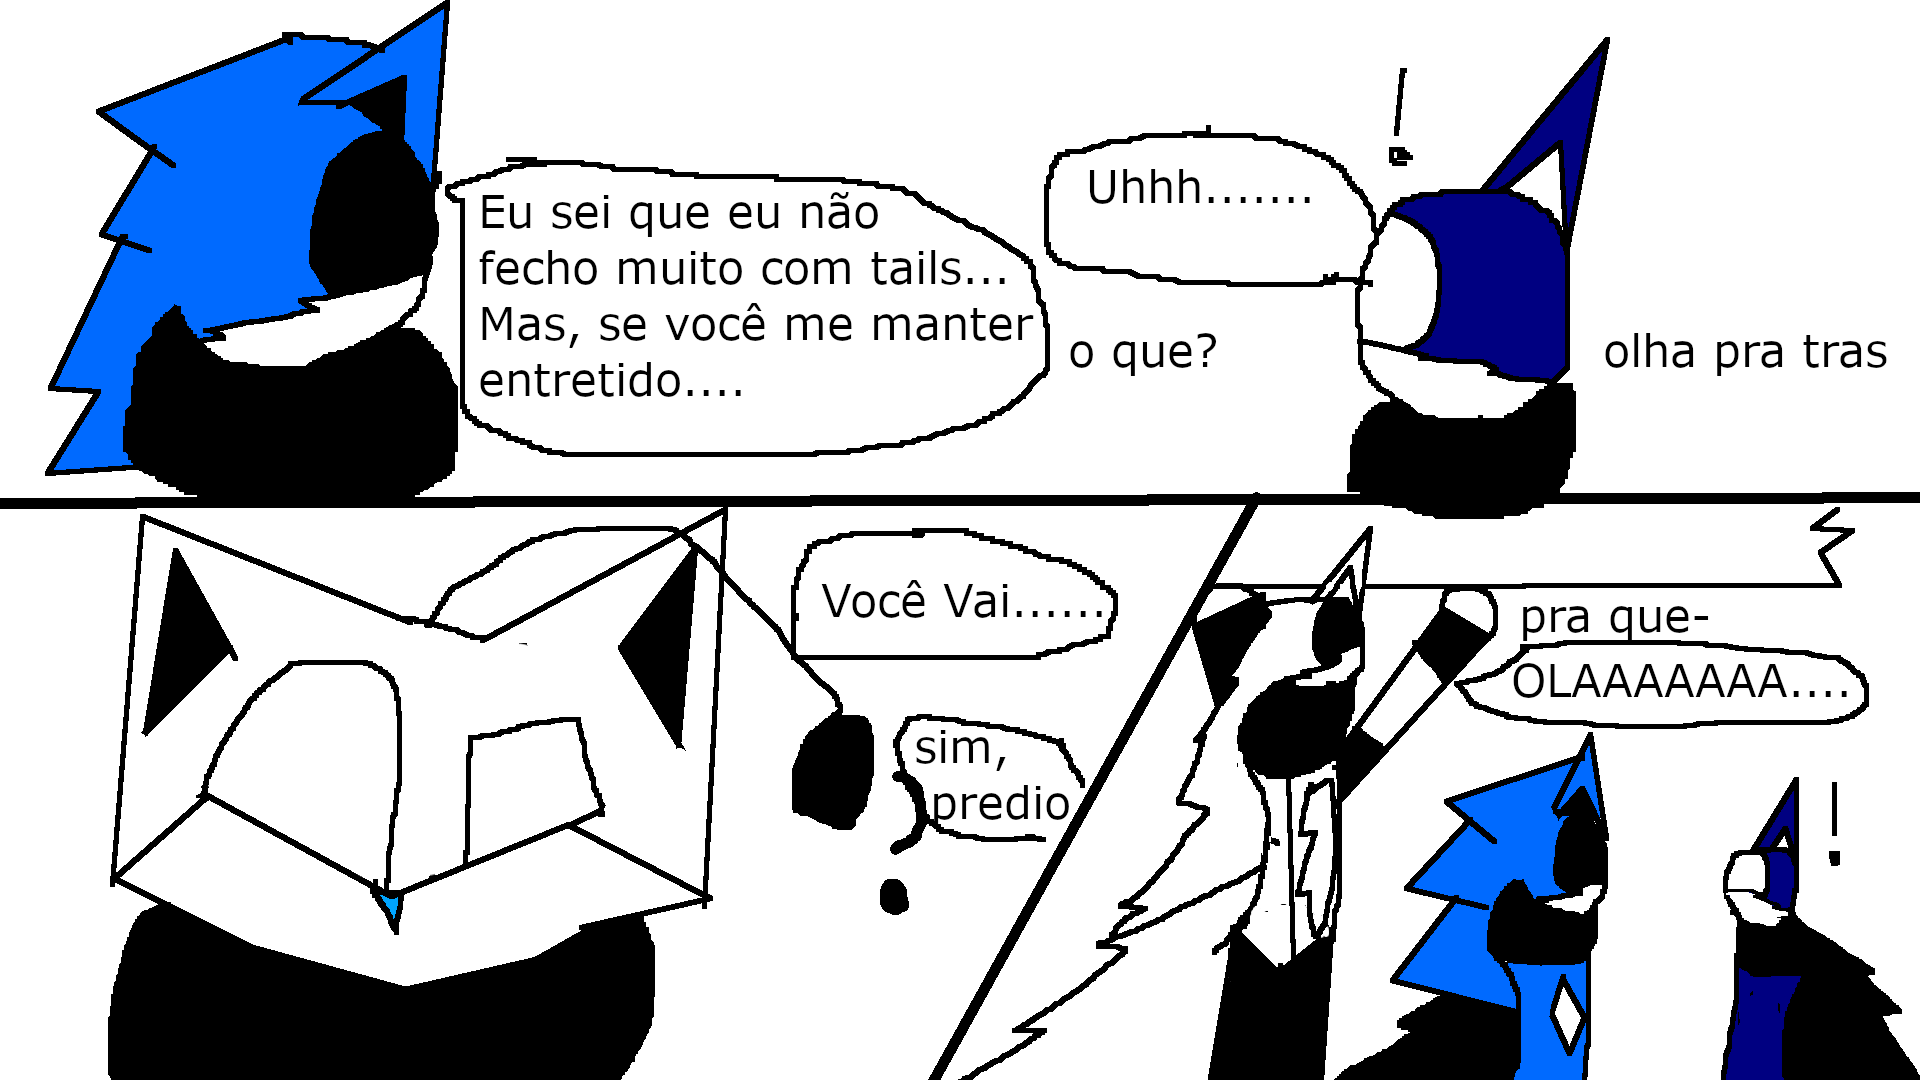 Eu sei que eu não
fecho muito com tails...
Mas, se você me manter
entretido....
Uhhh.......
!
o que?
olha pra tras
Você Vai......
sim,
predio
?
pra que-
OLAAAAAAA....
!